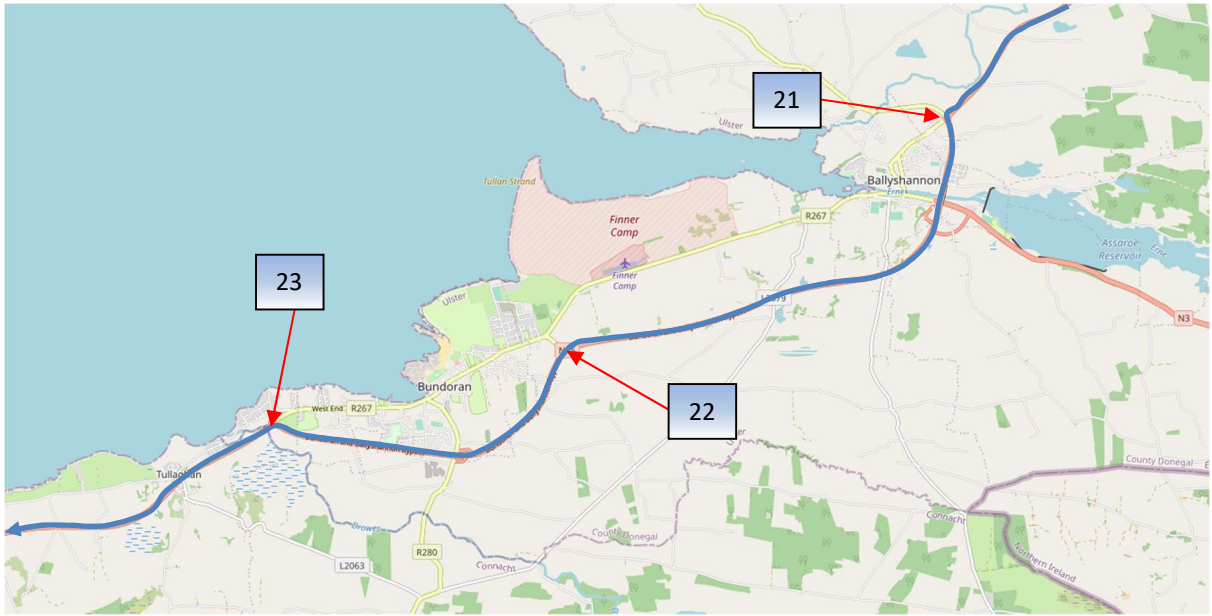 21
Ulster
Ballyshannon
Erne
Tullan Strand
Finner
Camp
R267
Assaroe
Reservoir
Erne
23
Finner
Camp
Ulster
N3
Bundoran
22
West End
R267
Tullaghan
County Donegal
Connacht
Drowes
County Donegal
R280
Northern Ireland
L2063
Connacht